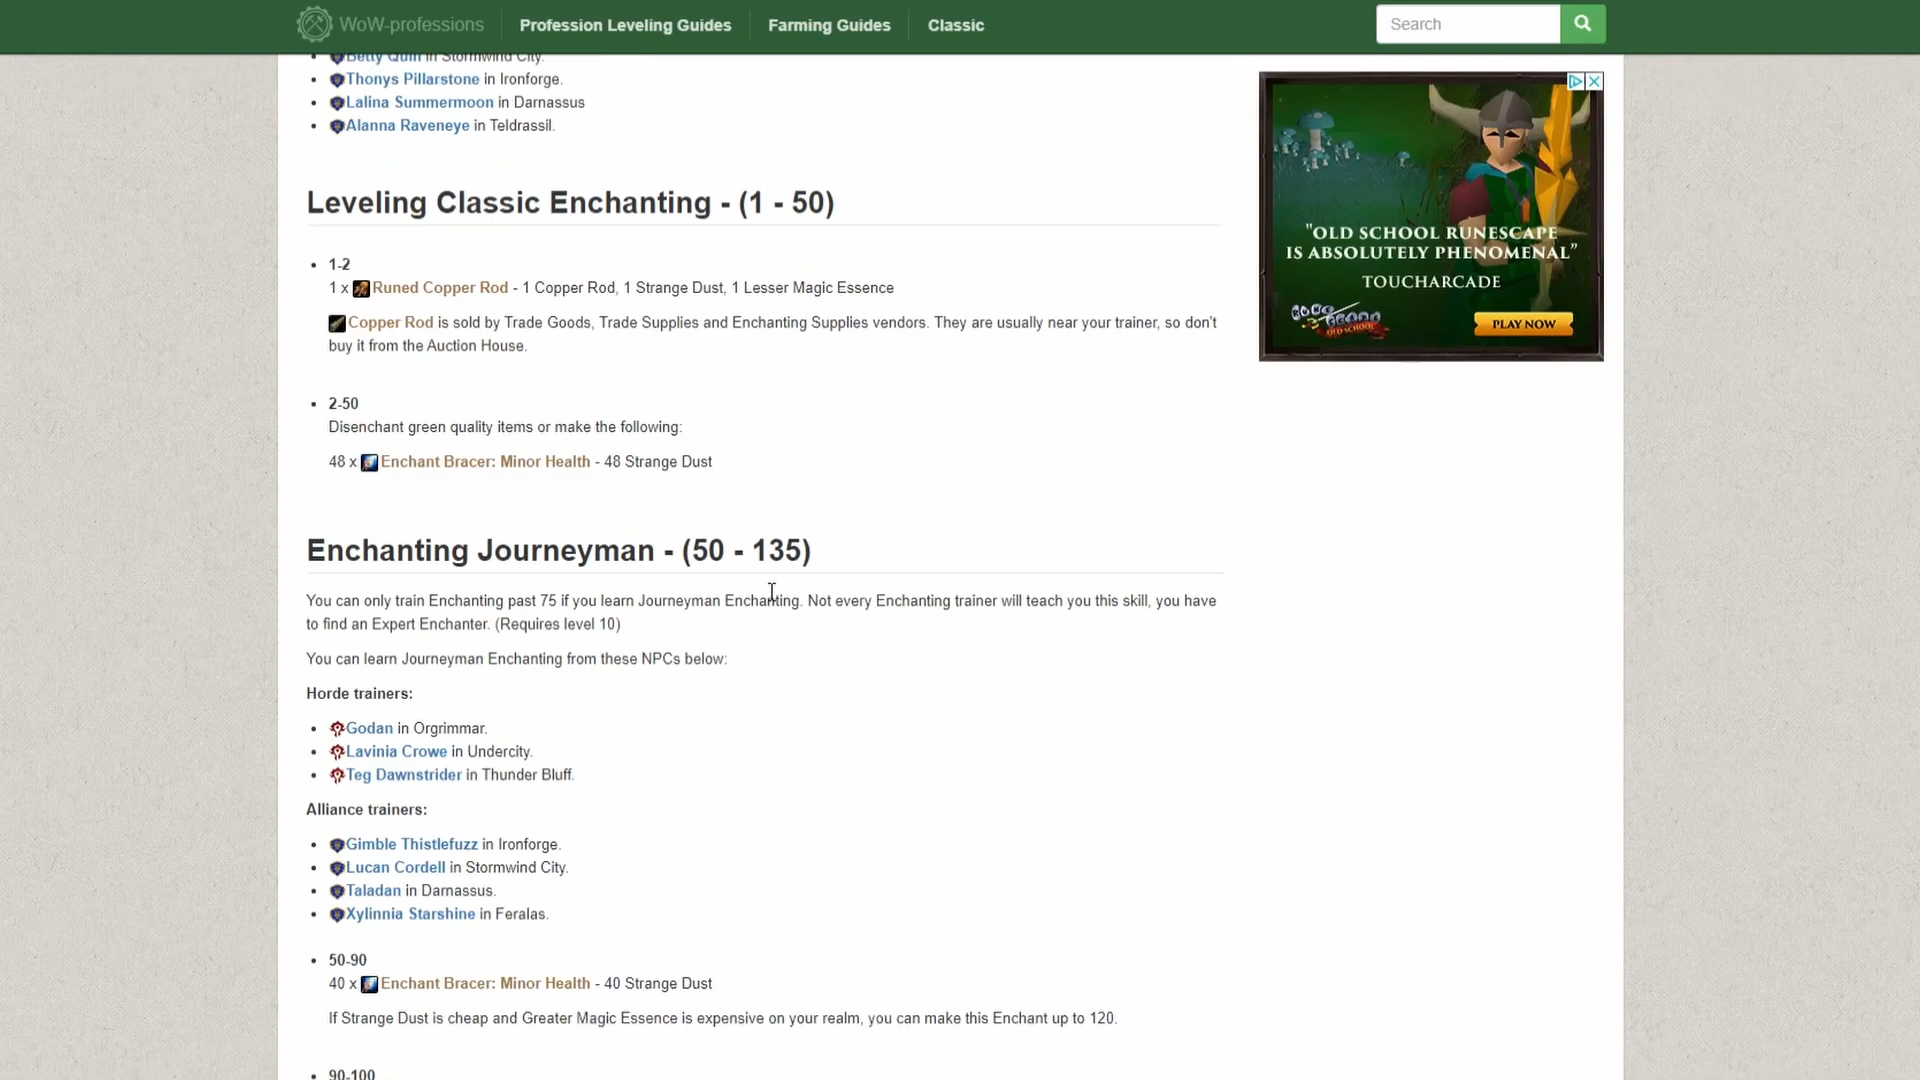 WoW-professions
Profession Leveling Guides
Farming Guides
Classic
Search
Betty Quin in Stormwind City.
Thonys Pillarstone in Ironforge.
Lalina Summermoon in Darnassus
Alanna Raveneye in Teldrassil.
Leveling Classic Enchanting - (1 - 50)
1-2
1 x Runed Copper Rod - 1 Copper Rod, 1 Strange Dust, 1 Lesser Magic Essence
Copper Rod is sold by Trade Goods, Trade Supplies and Enchanting Supplies vendors. They are usually near your trainer, so don't
buy it from the Auction House.
2-50
Disenchant green quality items or make the following:
48 x Enchant Bracer: Minor Health - 48 Strange Dust
Enchanting Journeyman - (50 - 135)
You can only train Enchanting past 75 if you learn Journeyman Enchanting. Not every Enchanting trainer will teach you this skill, you have
to find an Expert Enchanter. (Requires level 10)
You can learn Journeyman Enchanting from these NPCs below:
Horde trainers:
Godan in Orgrimmar.
Lavinia Crowe in Undercity.
Teg Dawnstrider in Thunder Bluff.
Alliance trainers:
Gimble Thistlefuzz in Ironforge.
Lucan Cordell in Stormwind City.
Taladan in Darnassus.
Xylinnia Starshine in Feralas.
50-90
40 x Enchant Bracer: Minor Health - 40 Strange Dust
If Strange Dust is cheap and Greater Magic Essence is expensive on your realm, you can make this Enchant up to 120.
90-100
"OLD SCHOOL RUNESCAPE
IS ABSOLUTELY PHENOMENAL”
TOUCHARCADE
OLD SCHOOL
PLAY NOW